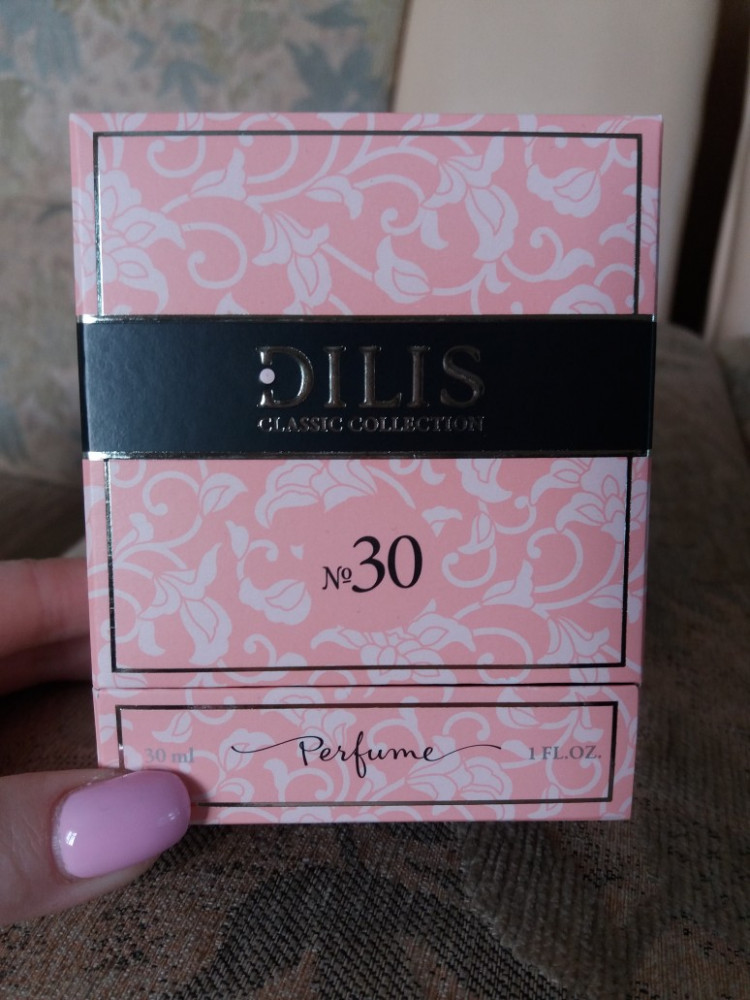 DILIS
CLASSIC COLLECTION
№30
30 ml Perfume 1 FL.OZ.